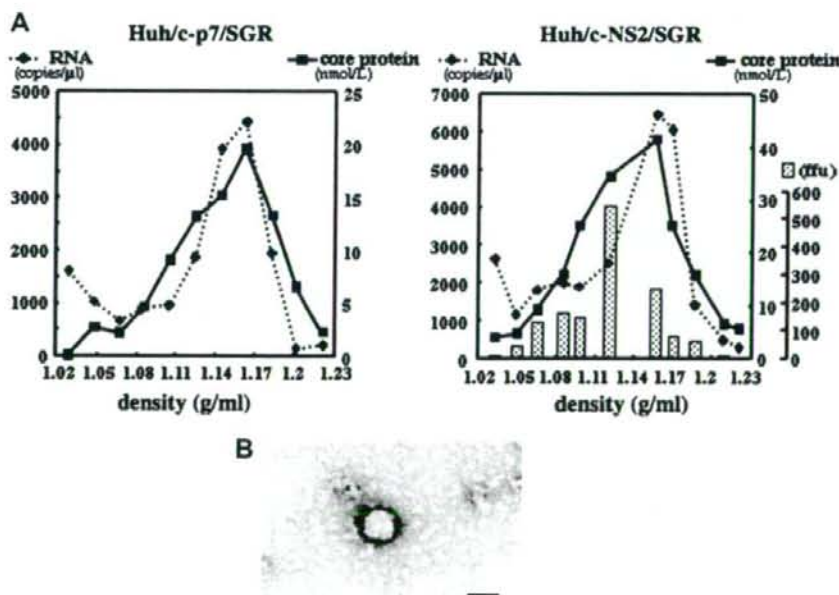 A
Huh/c-p7/SGR
RNA
(copies/μl)
core protein
(nmol/L)
5000
4000
3000
2000
1000
0
25
20
15
10
5
0
1.02 1.05 1.08 1.11 1.14 1.17 1.2 1.23
density (g/ml)
Huh/c-NS2/SGR
RNA
(copies/μl)
core protein
(nmol/L)
7000
6000
5000
4000
3000
2000
1000
0
50
40
30
20
10
0
(ffu)
600
500
400
300
200
100
0
1.02 1.05 1.08 1.11 1.14 1.17 1.2 1.23
density (g/ml)
B